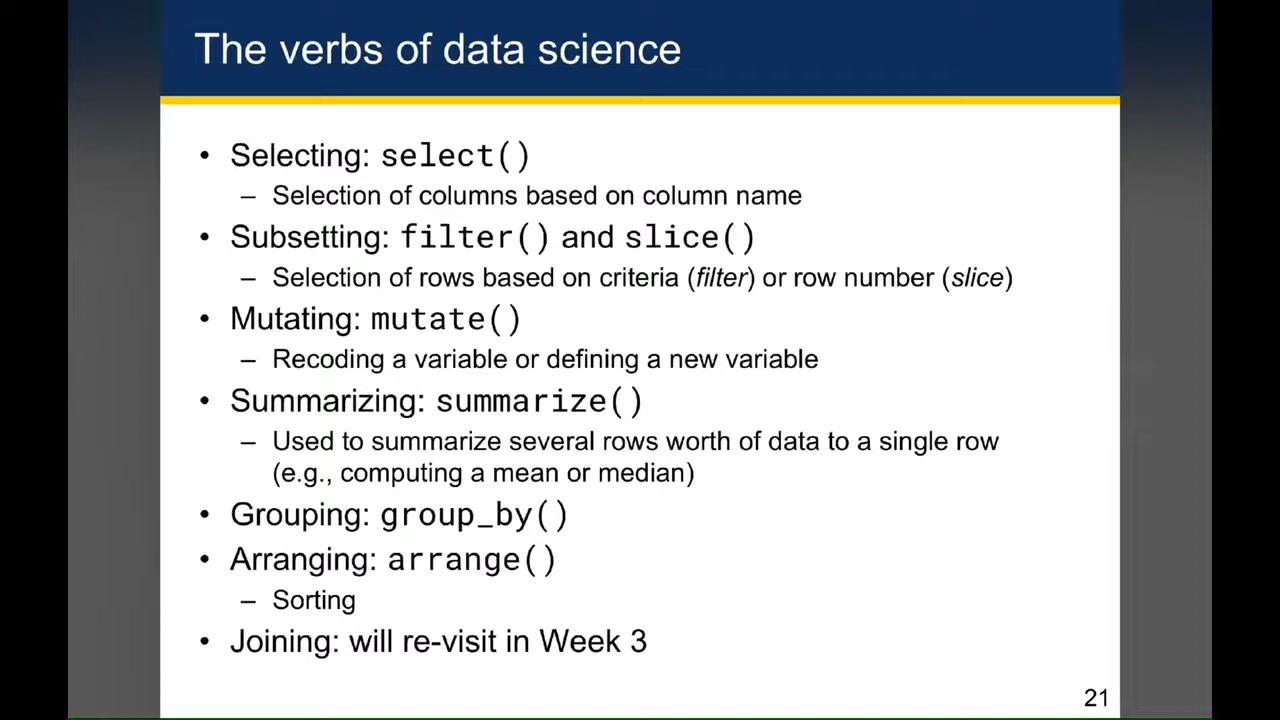 The verbs of data science
• Selecting: select()
– Selection of columns based on column name
• Subsetting: filter() and slice()
– Selection of rows based on criteria (filter) or row number (slice)
• Mutating: mutate()
– Recoding a variable or defining a new variable
• Summarizing: summarize()
– Used to summarize several rows worth of data to a single row
(e.g., computing a mean or median)
• Grouping: group_by()
• Arranging: arrange()
– Sorting
• Joining: will re-visit in Week 3
21